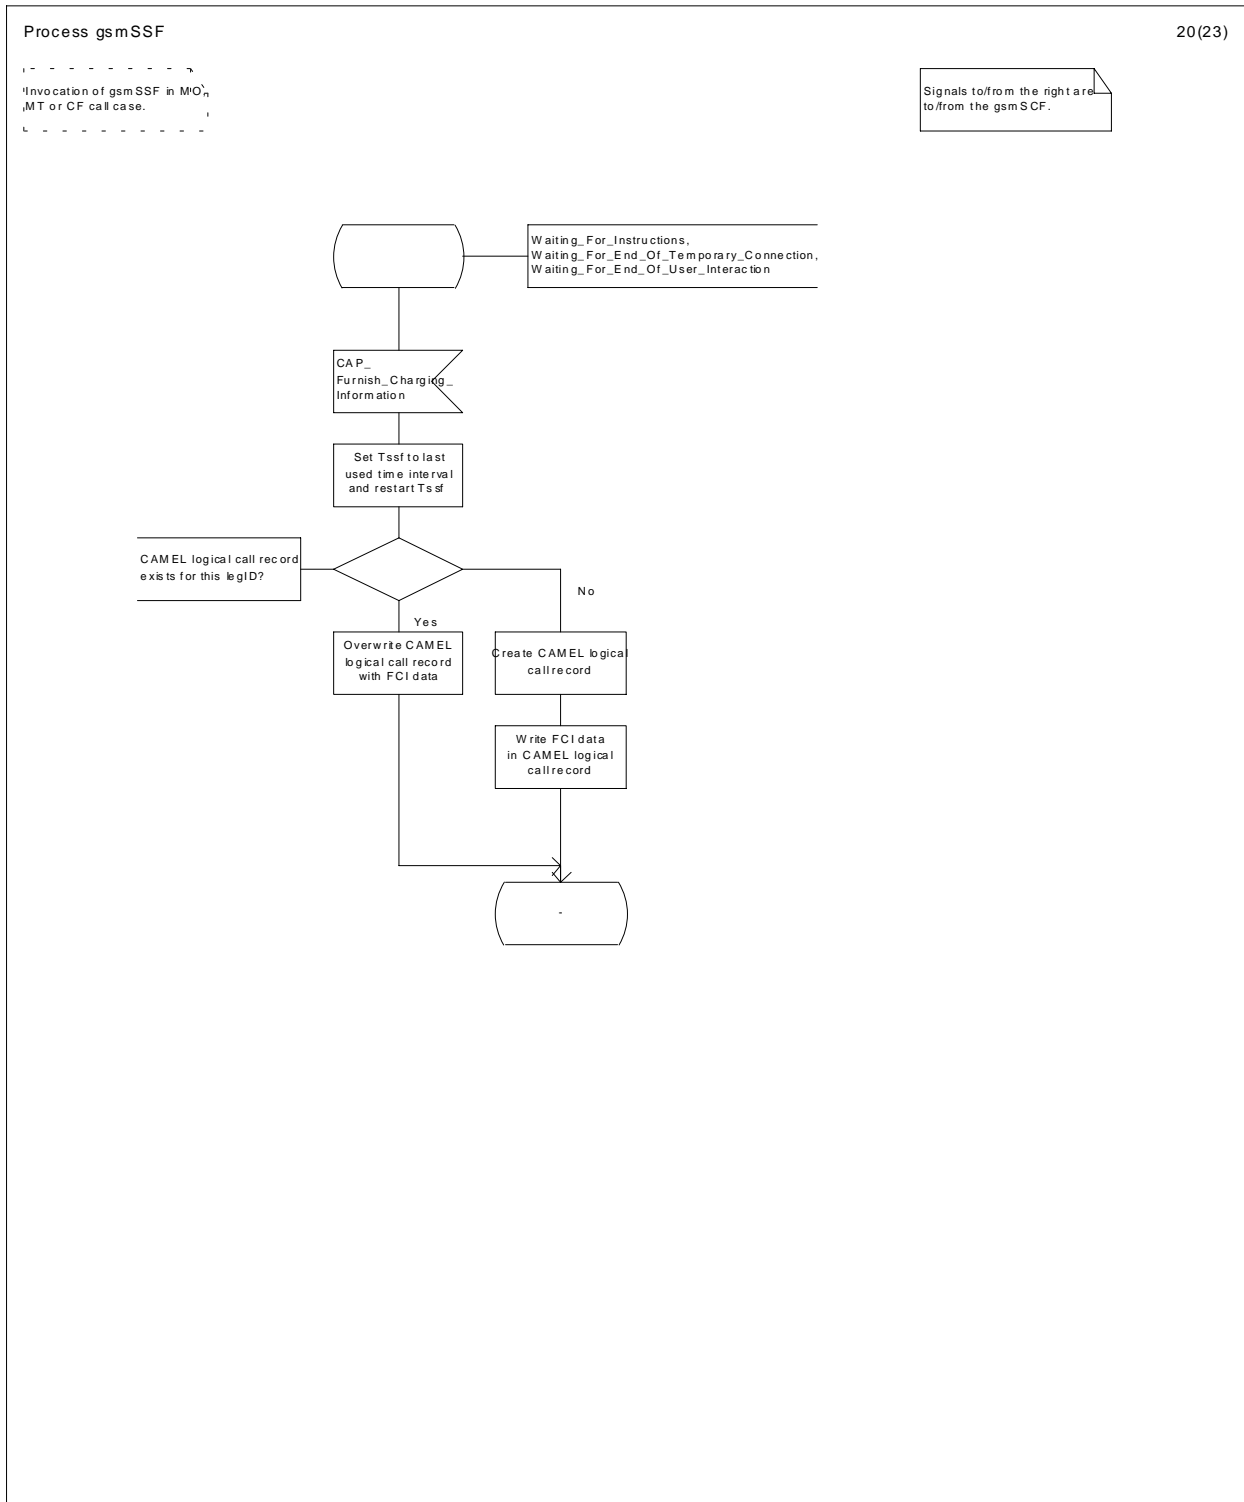 Process gsmSSF
20(23)
Invocation of gsmSSF in MO,
MT or CF call case.
Signals to/from the right are
to/from the gsmSCF.
Waiting_For_Instructions,
Waiting_For_End_Of_Temporary_Connection,
Waiting_For_End_Of_User_Interaction
CAP_
Furnish_Charging_
Information
Set Tssf to last
used time interval
and restart Tssf
CAMEL logical call record
exists for this legID?
No
Yes
Overwrite CAMEL
logical call record
with FCI data
Create CAMEL logical
call record
Write FCI data
in CAMEL logical
call record
-